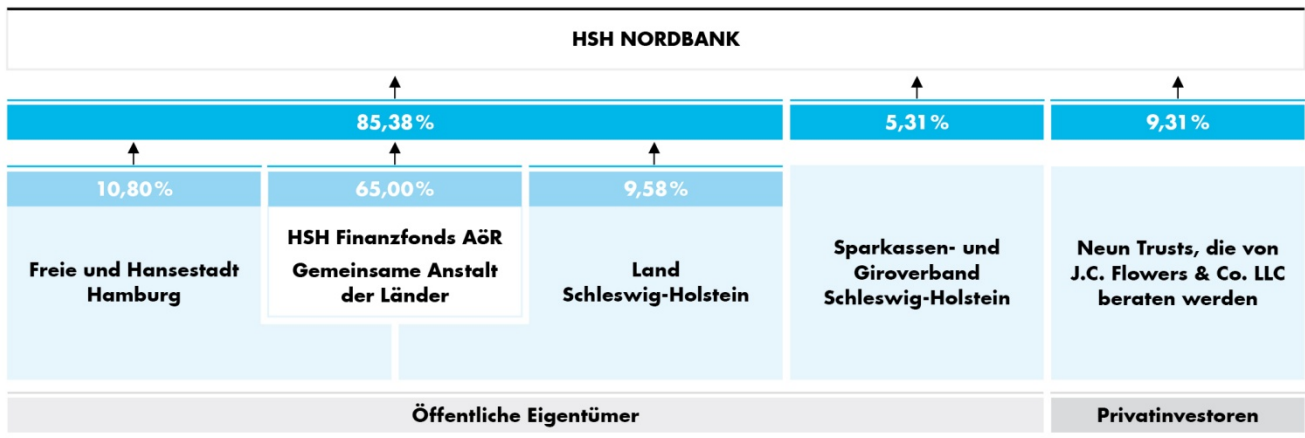 HSH NORDBANK
85,38 %
5,31 %
9,31 %
10,80 %
65,00 %
9,58 %
Freie und Hansestadt
Hamburg
HSH Finanzfonds AöR
Gemeinsame Anstalt
der Länder
Land
Schleswig-Holstein
Sparkassen- und
Giroverband
Schleswig-Holstein
Neun Trusts, die von
J.C. Flowers & Co. LLC
beraten werden
Öffentliche Eigentümer
Privatinvestoren